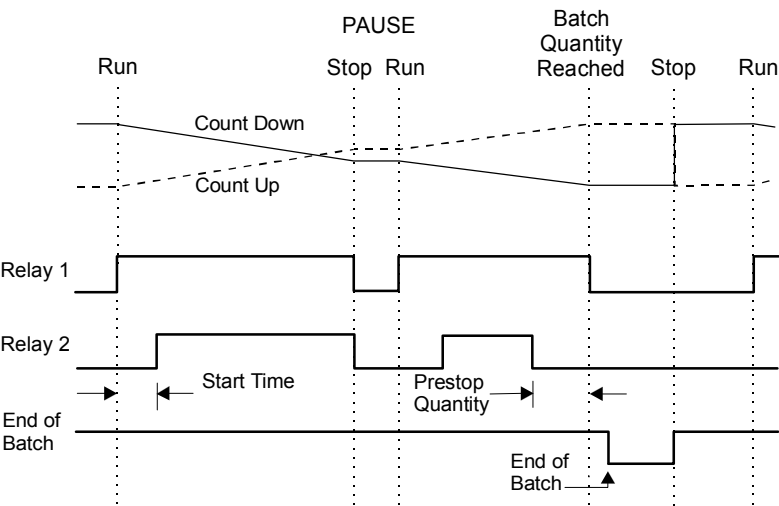 PAUSE
Batch
Quantity
Reached
Run
Stop Run
Stop
Run
Count Down
Count Up
Relay 1
Relay 2
Start Time
Prestop
Quantity
End of
Batch
End of
Batch